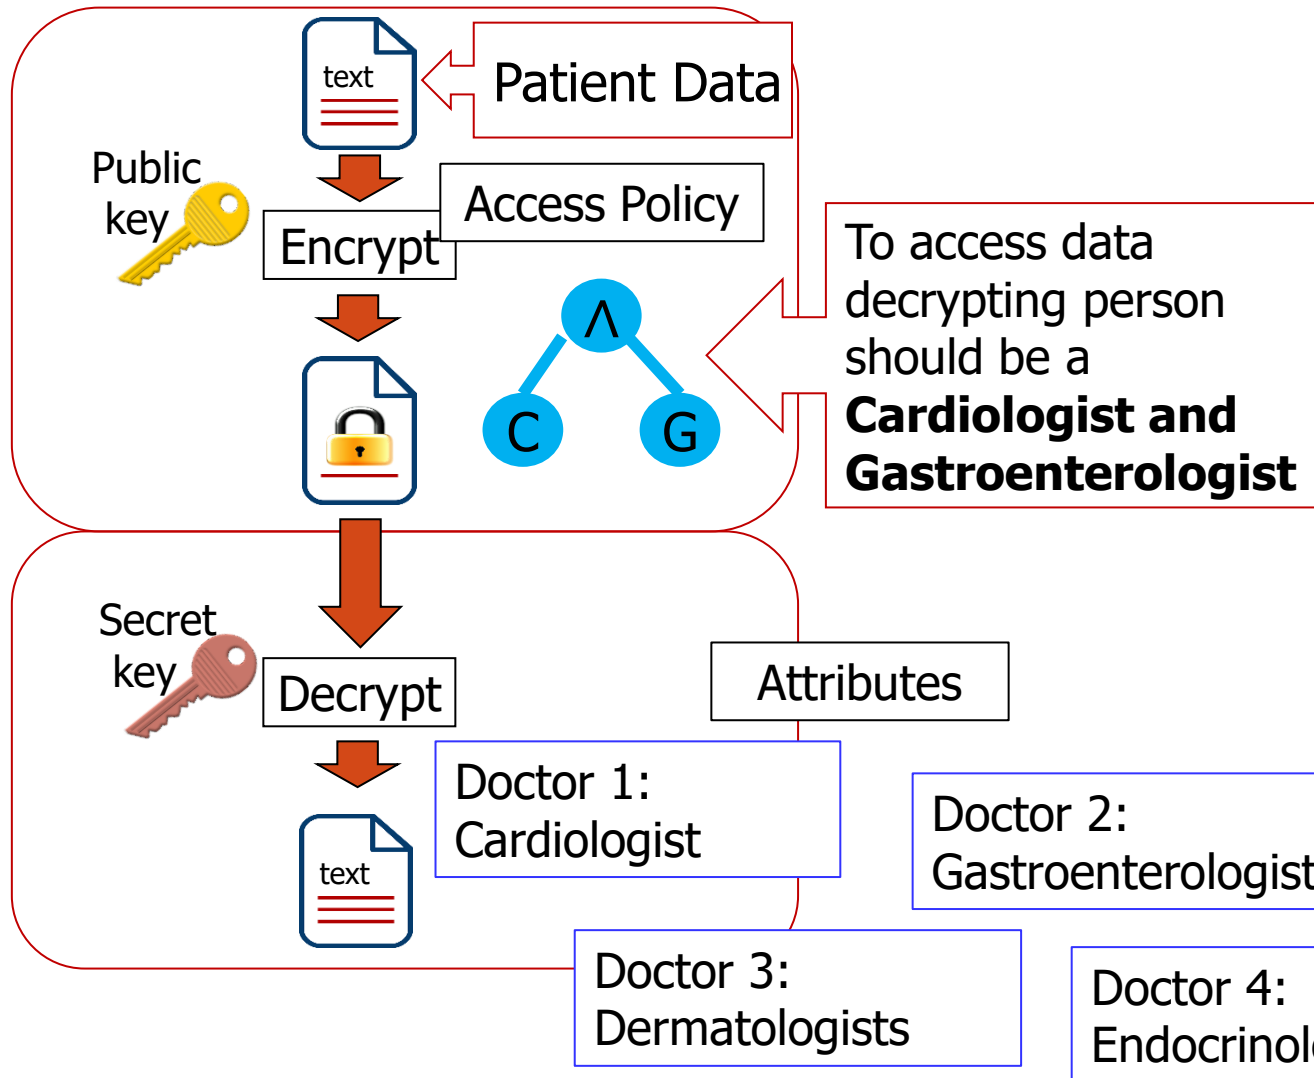 text
Patient Data
Public
key
Access Policy
Encrypt
Λ
C
G
To access data
decrypting person
should be a
Cardiologist and
Gastroenterologist
Secret
key
Decrypt
Attributes
Doctor 1:
Cardiologist
Doctor 2:
Gastroenterologist
text
Doctor 3:
Dermatologists
Doctor 4: